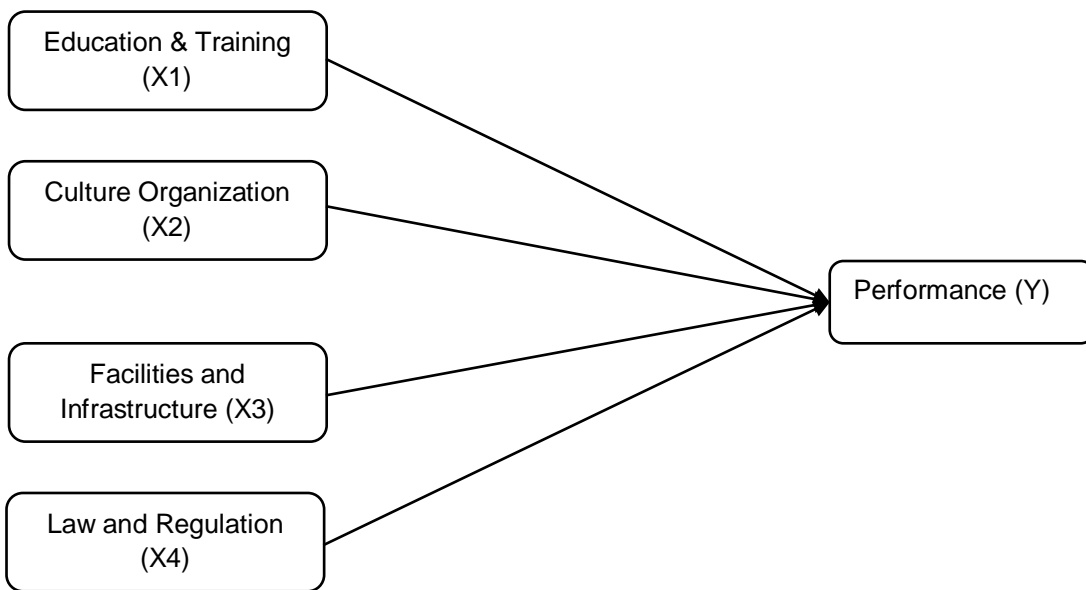 Education & Training
(X1)
Culture Organization
(X2)
Facilities and
Infrastructure (X3)
Law and Regulation
(X4)
Performance (Y)